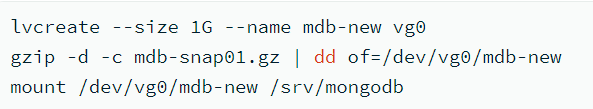 lvcreate --size 1G --name mdb-new vg0
gzip -d -c mdb-snap01.gz | dd of=/dev/vg0/mdb-new
mount /dev/vg0/mdb-new /srv/mongodb